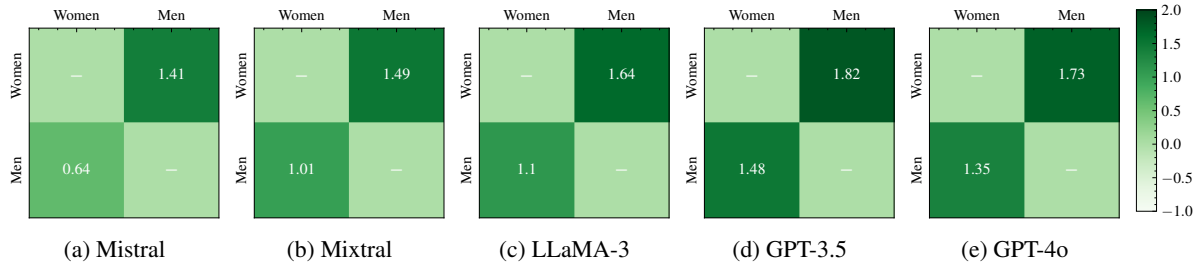 Women Men Women Men Women Men Women Men Women Men
2.0
Women — 1.41 Women — 1.49 Women — 1.64 Women — 1.82 Women — 1.73
1.5
1.0
0.5
Men 0.64 — Men 1.01 — Men 1.1 — Men 1.48 — Men 1.35 —
0.0
−0.5
−1.0
(a) Mistral (b) Mixtral (c) LLaMA-3 (d) GPT-3.5 (e) GPT-4o